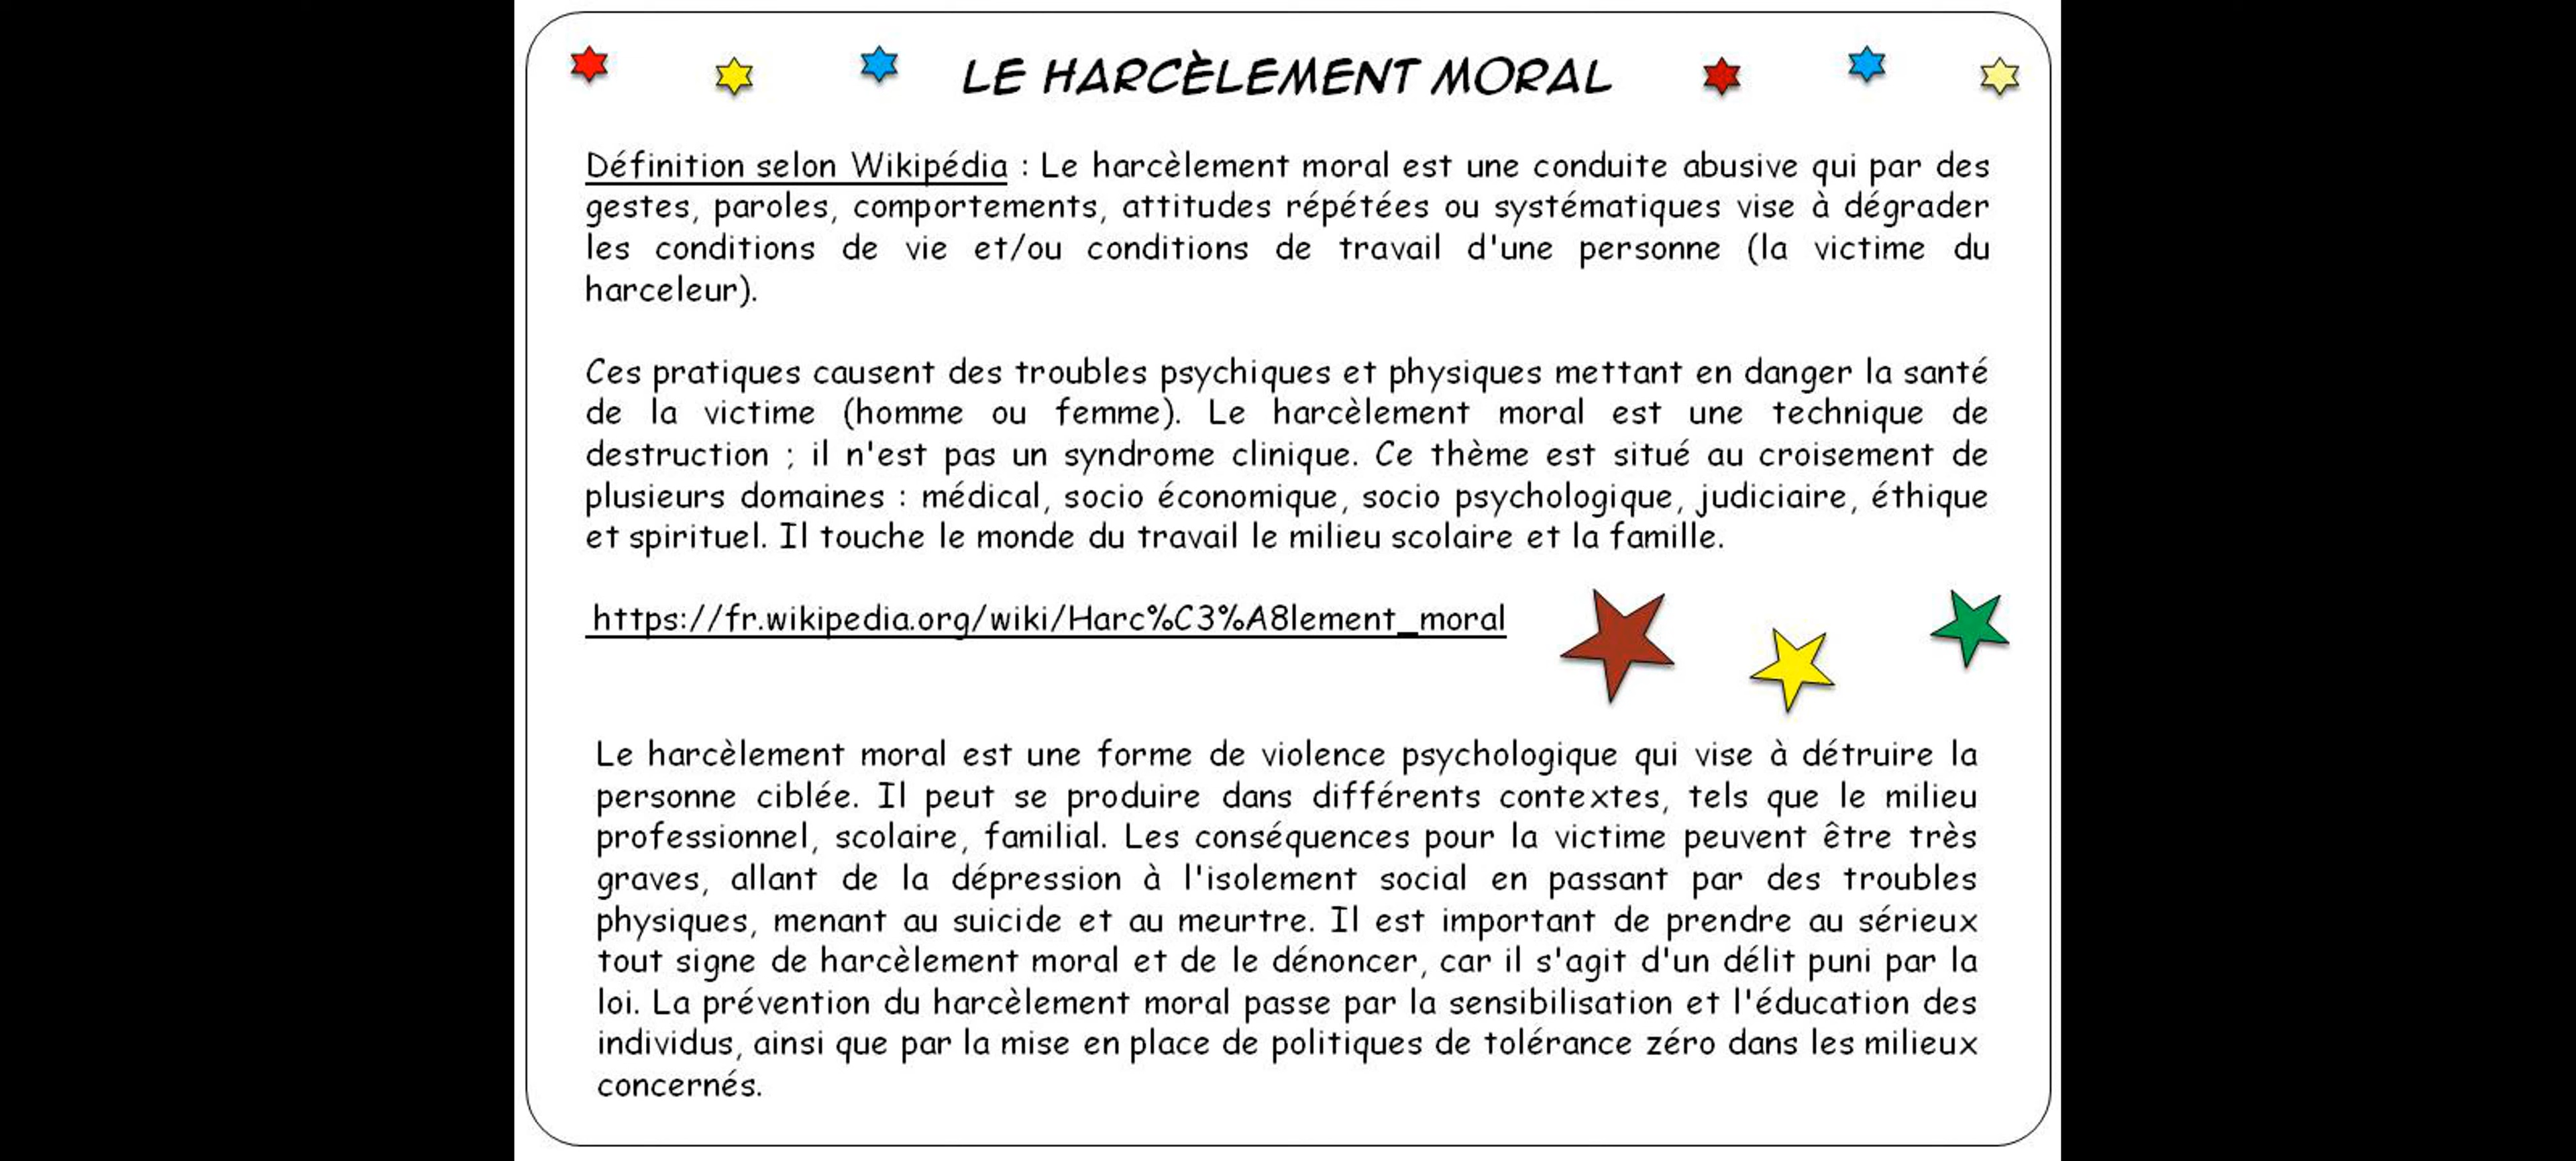 LE HARCÈLEMENT MORAL
Définition selon Wikipédia : Le harcèlement moral est une conduite abusive qui par des
gestes, paroles, comportements, attitudes répétées ou systématiques vise à dégrader
les conditions de vie et/ou conditions de travail d'une personne (la victime du
harceleur).
Ces pratiques causent des troubles psychiques et physiques mettant en danger la santé
de la victime (homme ou femme). Le harcèlement moral est une technique de
destruction ; il n'est pas un syndrome clinique. Ce thème est situé au croisement de
plusieurs domaines : médical, socio économique, socio psychologique, judiciaire, éthique
et spirituel. Il touche le monde du travail le milieu scolaire et la famille.
https://fr.wikipedia.org/wiki/Harc%C3%A8lement_moral
Le harcèlement moral est une forme de violence psychologique qui vise à détruire la
personne ciblée. Il peut se produire dans différents contextes, tels que le milieu
professionnel, scolaire, familial. Les conséquences pour la victime peuvent être très
graves, allant de la dépression à l'isolement social en passant par des troubles
physiques, menant au suicide et au meurtre. Il est important de prendre au sérieux
tout signe de harcèlement moral et de le dénoncer, car il s'agit d'un délit puni par la
loi. La prévention du harcèlement moral passe par la sensibilisation et l'éducation des
individus, ainsi que par la mise en place de politiques de tolérance zéro dans les milieux
concernés.